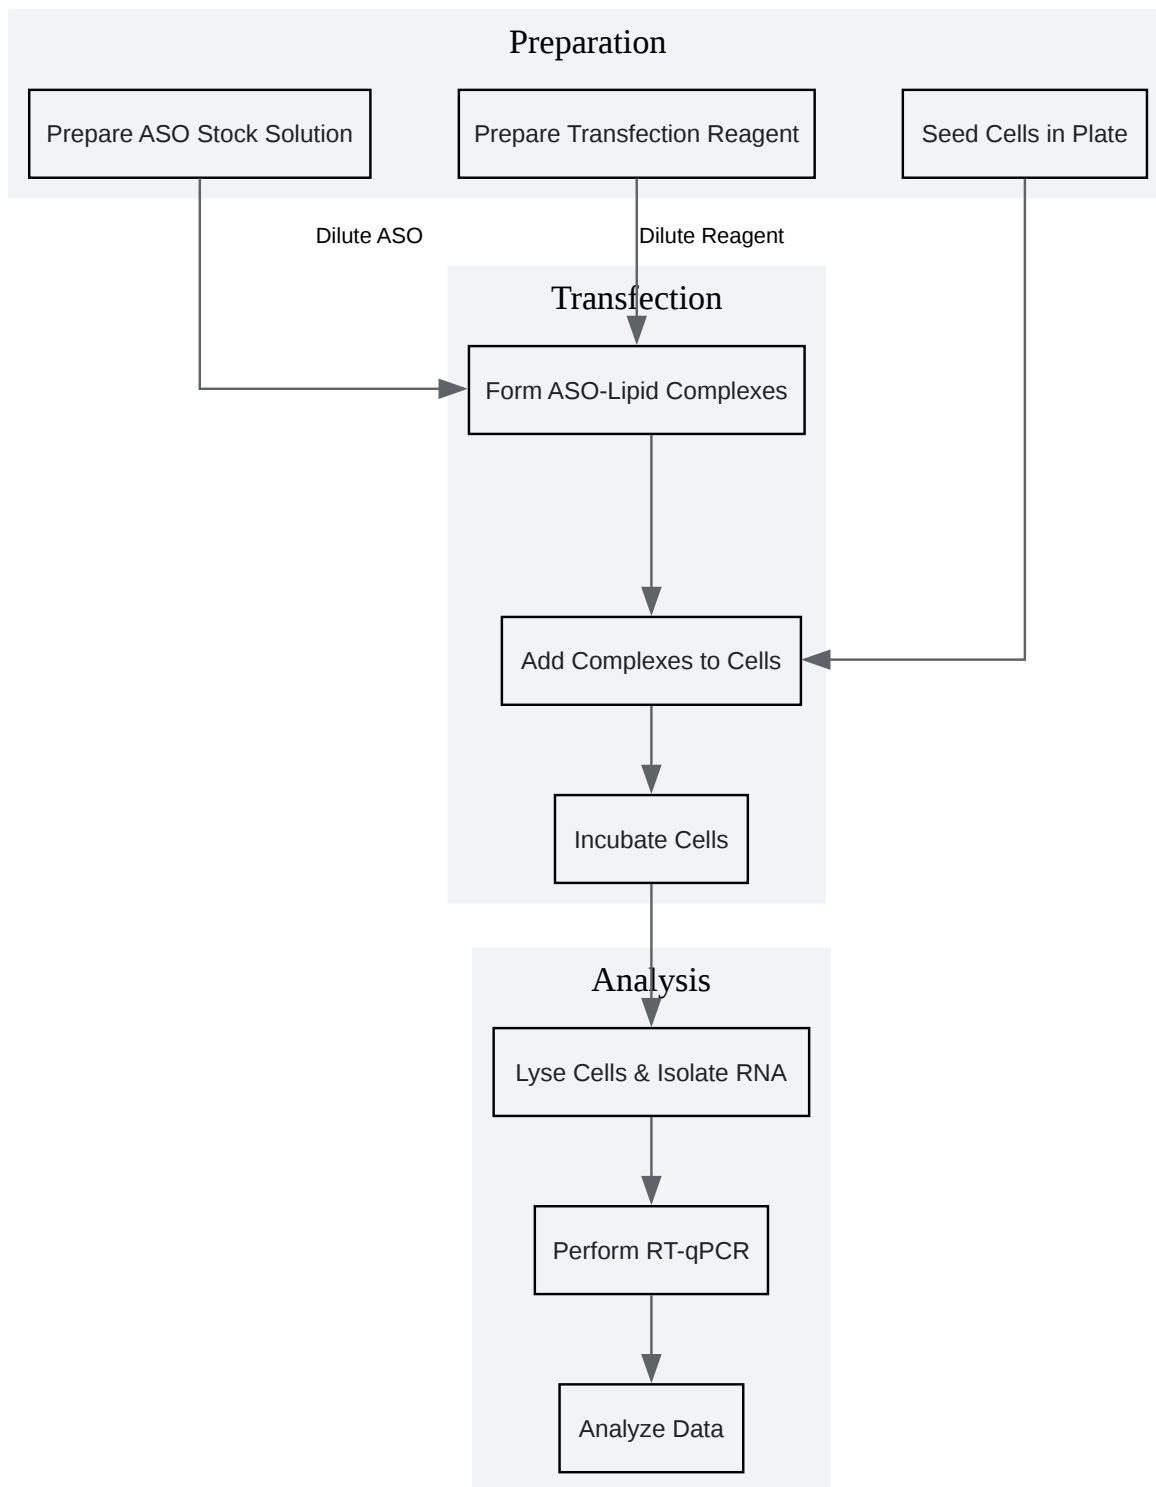 Preparation
Prepare ASO Stock Solution
Prepare Transfection Reagent
Seed Cells in Plate
Dilute ASO
Dilute Reagent
Transfection
Form ASO-Lipid Complexes
Add Complexes to Cells
Incubate Cells
Analysis
Lyse Cells & Isolate RNA
Perform RT-qPCR
Analyze Data